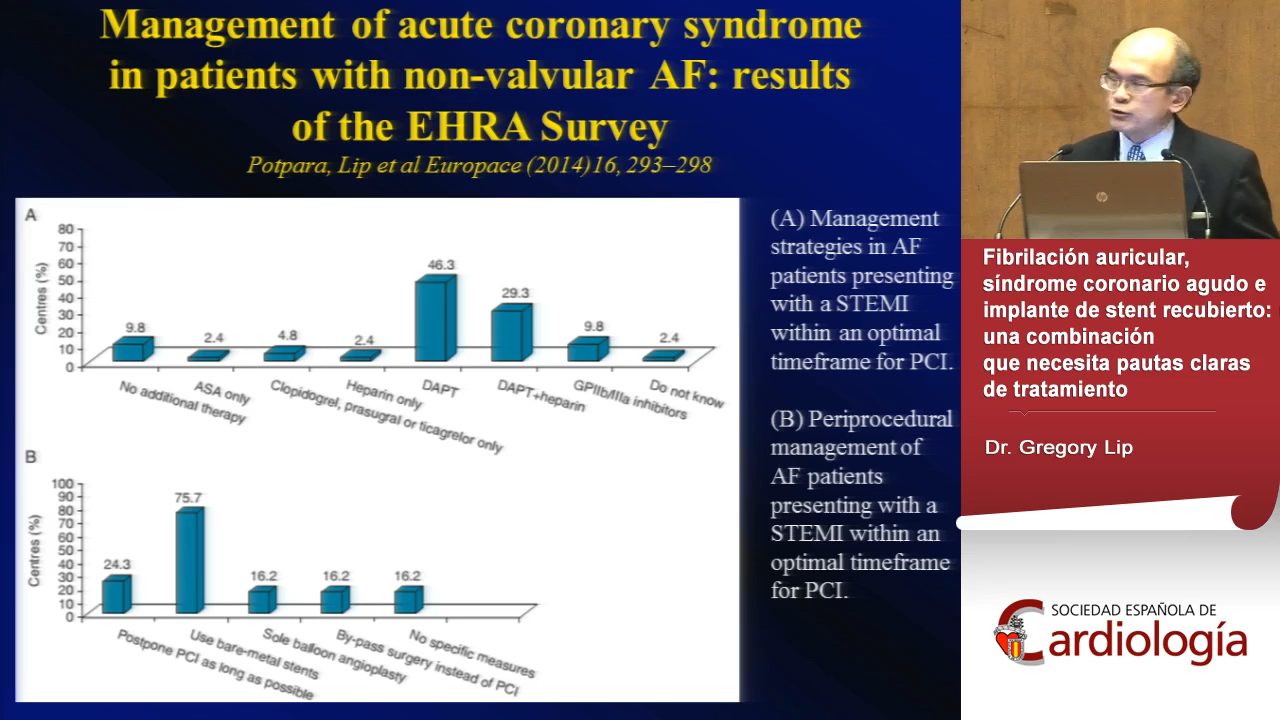 Management of acute coronary syndrome
in patients with non-valvular AF: results
of the EHRA Survey
Potpara, Lip et al Europace (2014)16, 293–298
A
Centres (%)
80
70
60
50
40
30
20
10
0
9.8
2.4
4.8
2.4
46.3
29.3
9.8
2.4
No additional therapy
ASA only
Clopidogrel, prasugral or ticagrelor only
Heparin only
DAPT
DAPT+heparin
GPIIb/IIIa inhibitors
Do not know
B
Centres (%)
100
90
80
70
60
50
40
30
20
10
0
24.3
75.7
16.2
16.2
16.2
Postpone PCI as long as possible
Use bare-metal stents
Sole balloon angioplasty
By-pass surgery instead of PCI
No specific measures
(A) Management
strategies in AF
patients presenting
with a STEMI
within an optimal
timeframe for PCI.
(B) Periprocedural
management of
AF patients
presenting with a
STEMI within an
optimal timeframe
for PCI.
hp
Fibrilación auricular,
síndrome coronario agudo e
implante de stent recubierto:
una combinación
que necesita pautas claras
de tratamiento
Dr. Gregory Lip
SOCIEDAD ESPAÑOLA DE
Cardiología